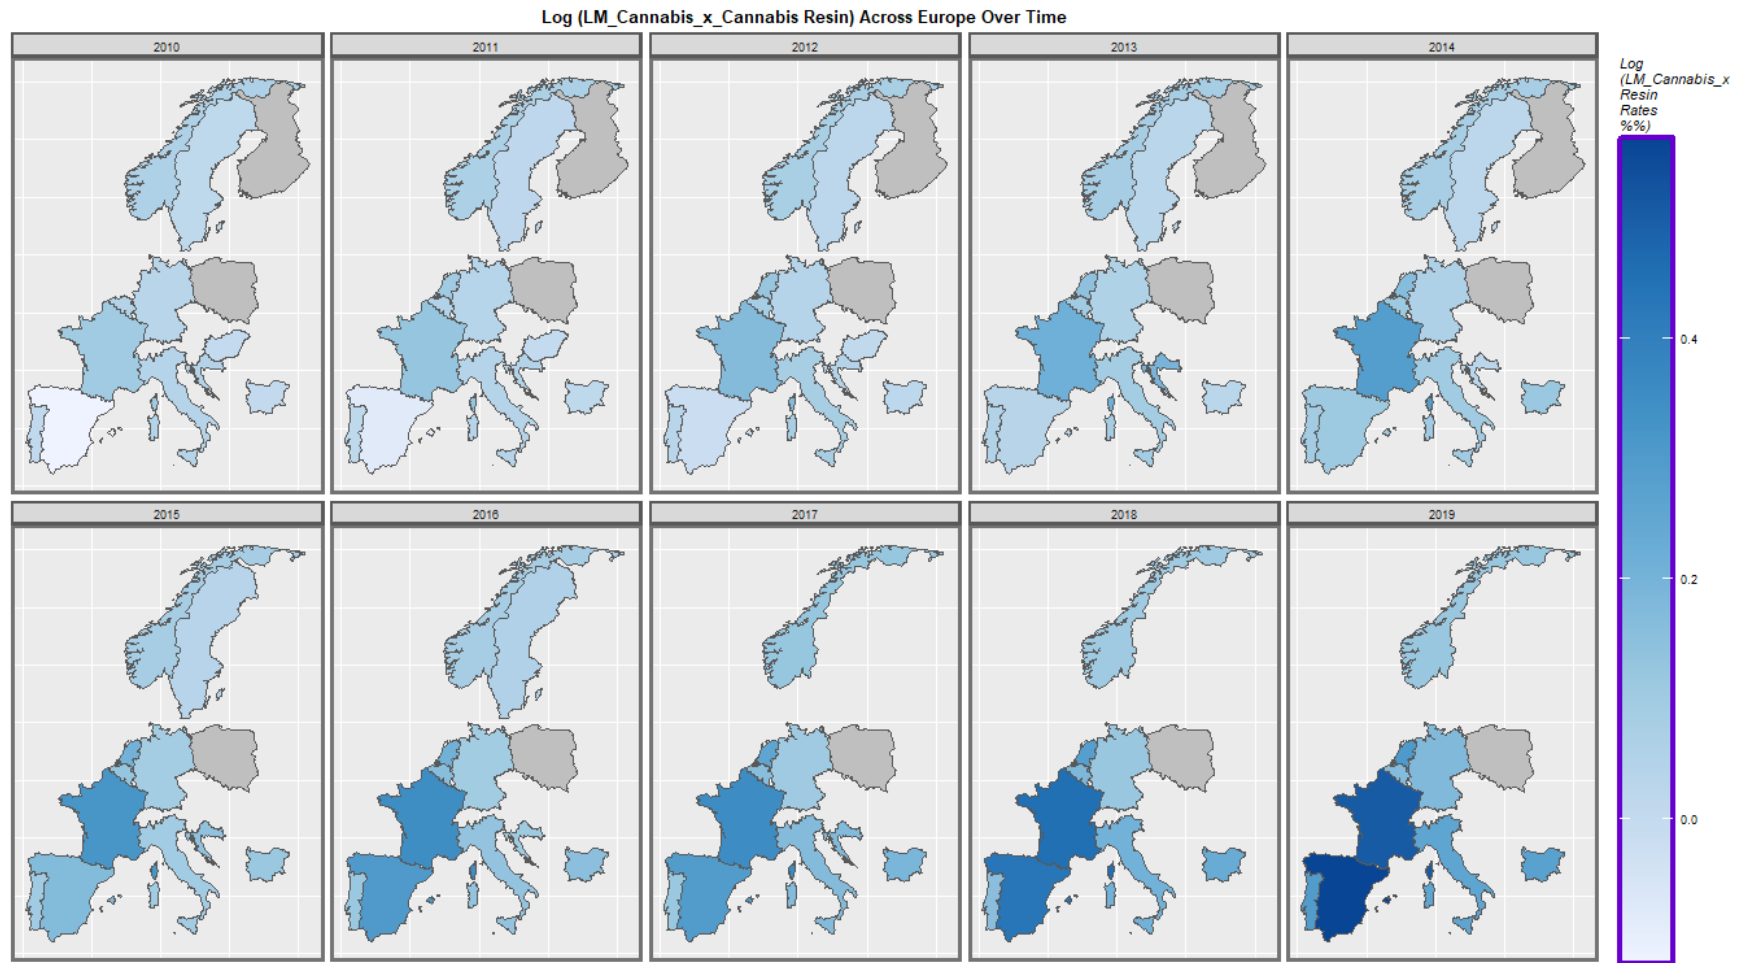 Log (LM_Cannabis_x_Cannabis Resin) Across Europe Over Time
2010
2011
2012
2013
2014
Log
(LM_Cannabis_x
Resin
Rates
%%)
0.4
0.2
0.0
2015
2016
2017
2018
2019